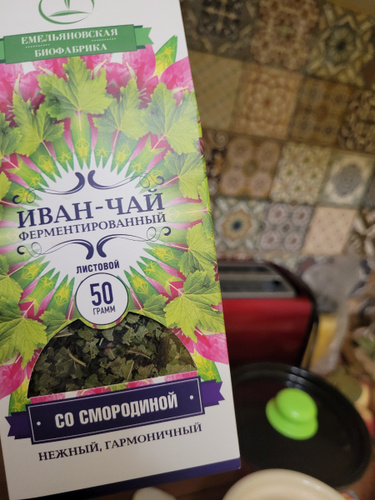 ЕМЕЛЬЯНОВСКАЯ
БИОФАБРИКА
ИВАН-ЧАЙ
ФЕРМЕНТИРОВАННЫЙ
ЛИСТОВОЙ
50
ГРАММ
СО СМОРОДИНОЙ
НЕЖНЫЙ, ГАРМОНИЧНЫЙ